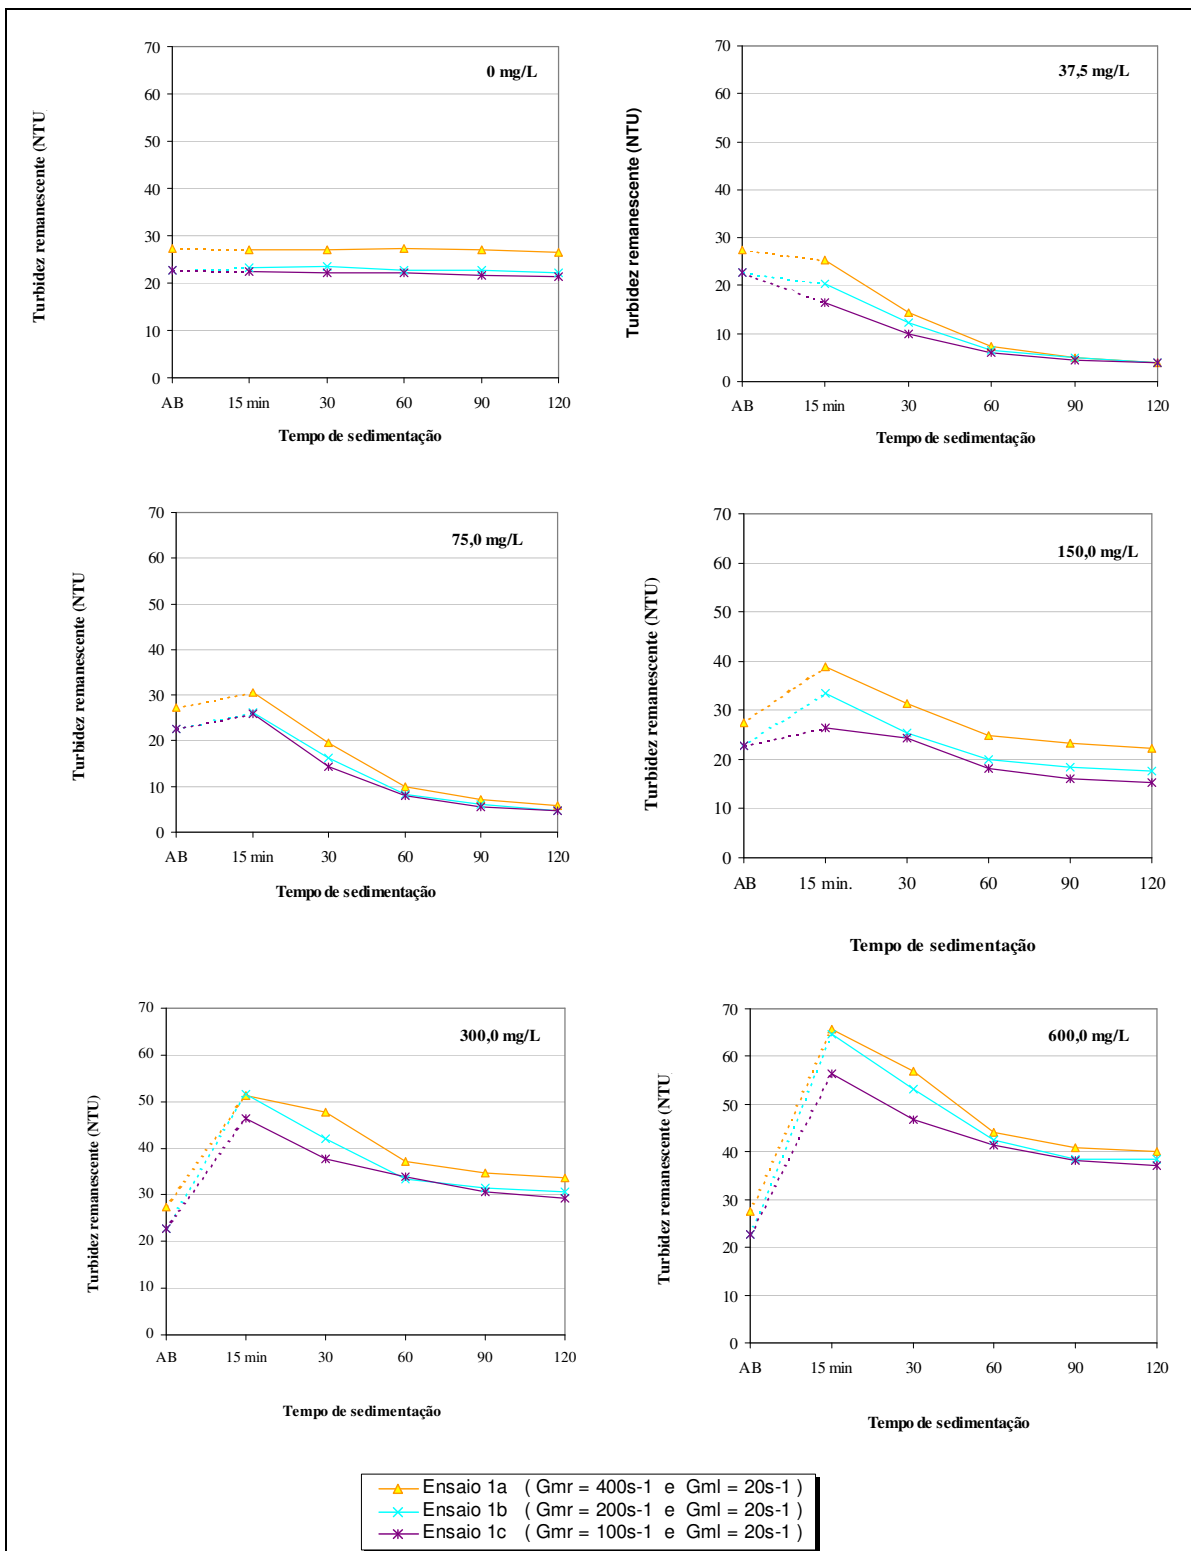 70
60
50
40
30
20
10
0
0 mg/L
Turbidez remanescente (NTU
AB 15 min 30 60 90 120
Tempo de sedimentação
70
60
50
40
30
20
10
0
37,5 mg/L
Turbidez remanescente (NTU)
AB 15 min 30 60 90 120
Tempo de sedimentação
70
60
50
40
30
20
10
0
75,0 mg/L
Turbidez remanescente (NTU
AB 15 min 30 60 90 120
Tempo de sedimentação
70
60
50
40
30
20
10
0
150,0 mg/L
Turbidez remanescente (NTU)
AB 15 min. 30 60 90 120
Tempo de sedimentação
70
60
50
40
30
20
10
0
300,0 mg/L
Turbidez remanescente (NTU)
AB 15 min 30 60 90 120
Tempo de sedimentação
70
60
50
40
30
20
10
0
600,0 mg/L
Turbidez remanescente (NTU
AB 15 min 30 60 90 120
Tempo de sedimentação
Ensaio 1a ( Gmr = 400s-1 e Gml = 20s-1 )
Ensaio 1b ( Gmr = 200s-1 e Gml = 20s-1 )
Ensaio 1c ( Gmr = 100s-1 e Gml = 20s-1 )